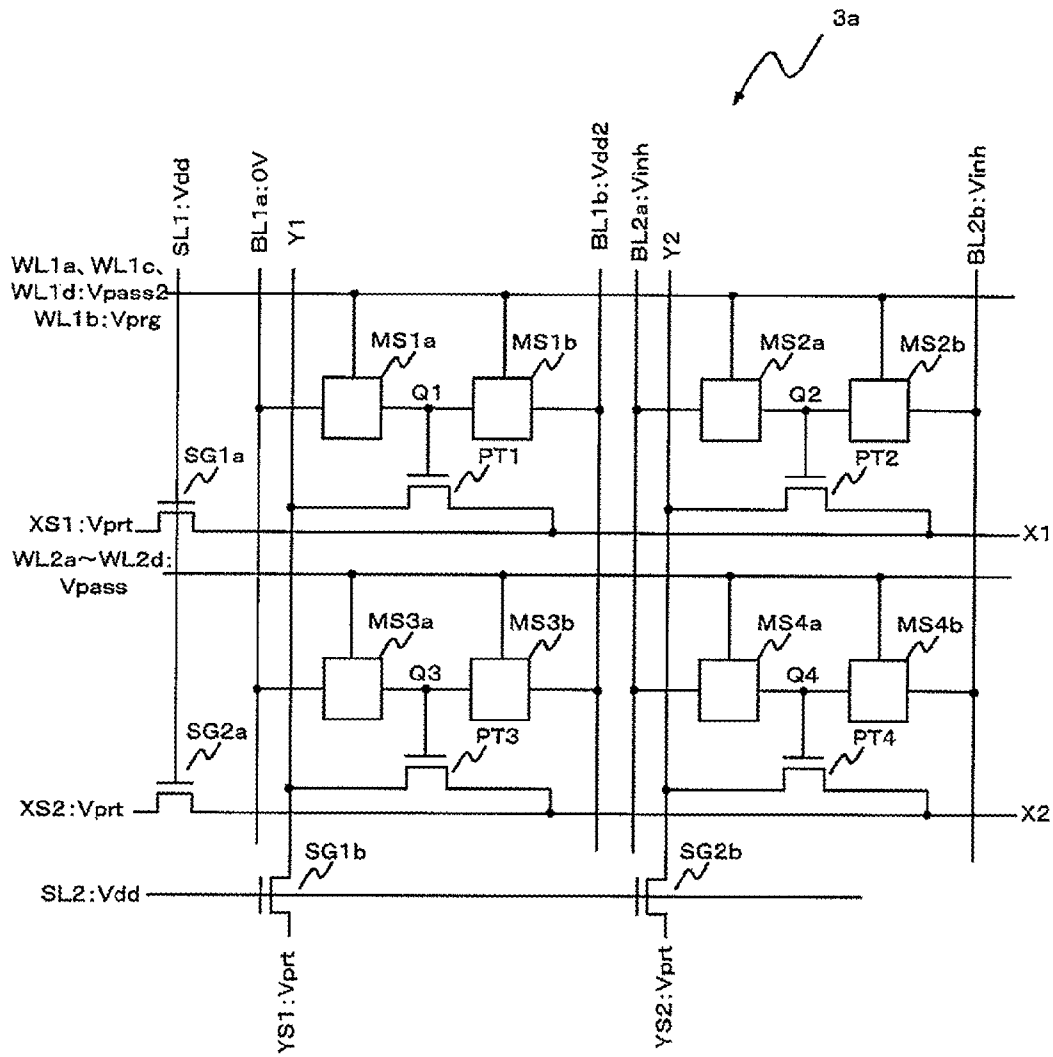 3a
SL1:Vdd
BL1a:0V
Y1
BL1b:Vdd2
BL2a:Vinh
Y2
BL2b:Vinh
WL1a、WL1c、
WL1d:Vpass2
WL1b:Vprg
MS1a
MS1b
MS2a
MS2b
Q1
Q2
SG1a
PT1
PT2
XS1:Vprt
X1
WL2a～WL2d:
Vpass
MS3a
MS3b
MS4a
MS4b
Q3
Q4
SG2a
PT3
PT4
XS2:Vprt
X2
SG1b
SG2b
SL2:Vdd
YS1:Vprt
YS2:Vprt